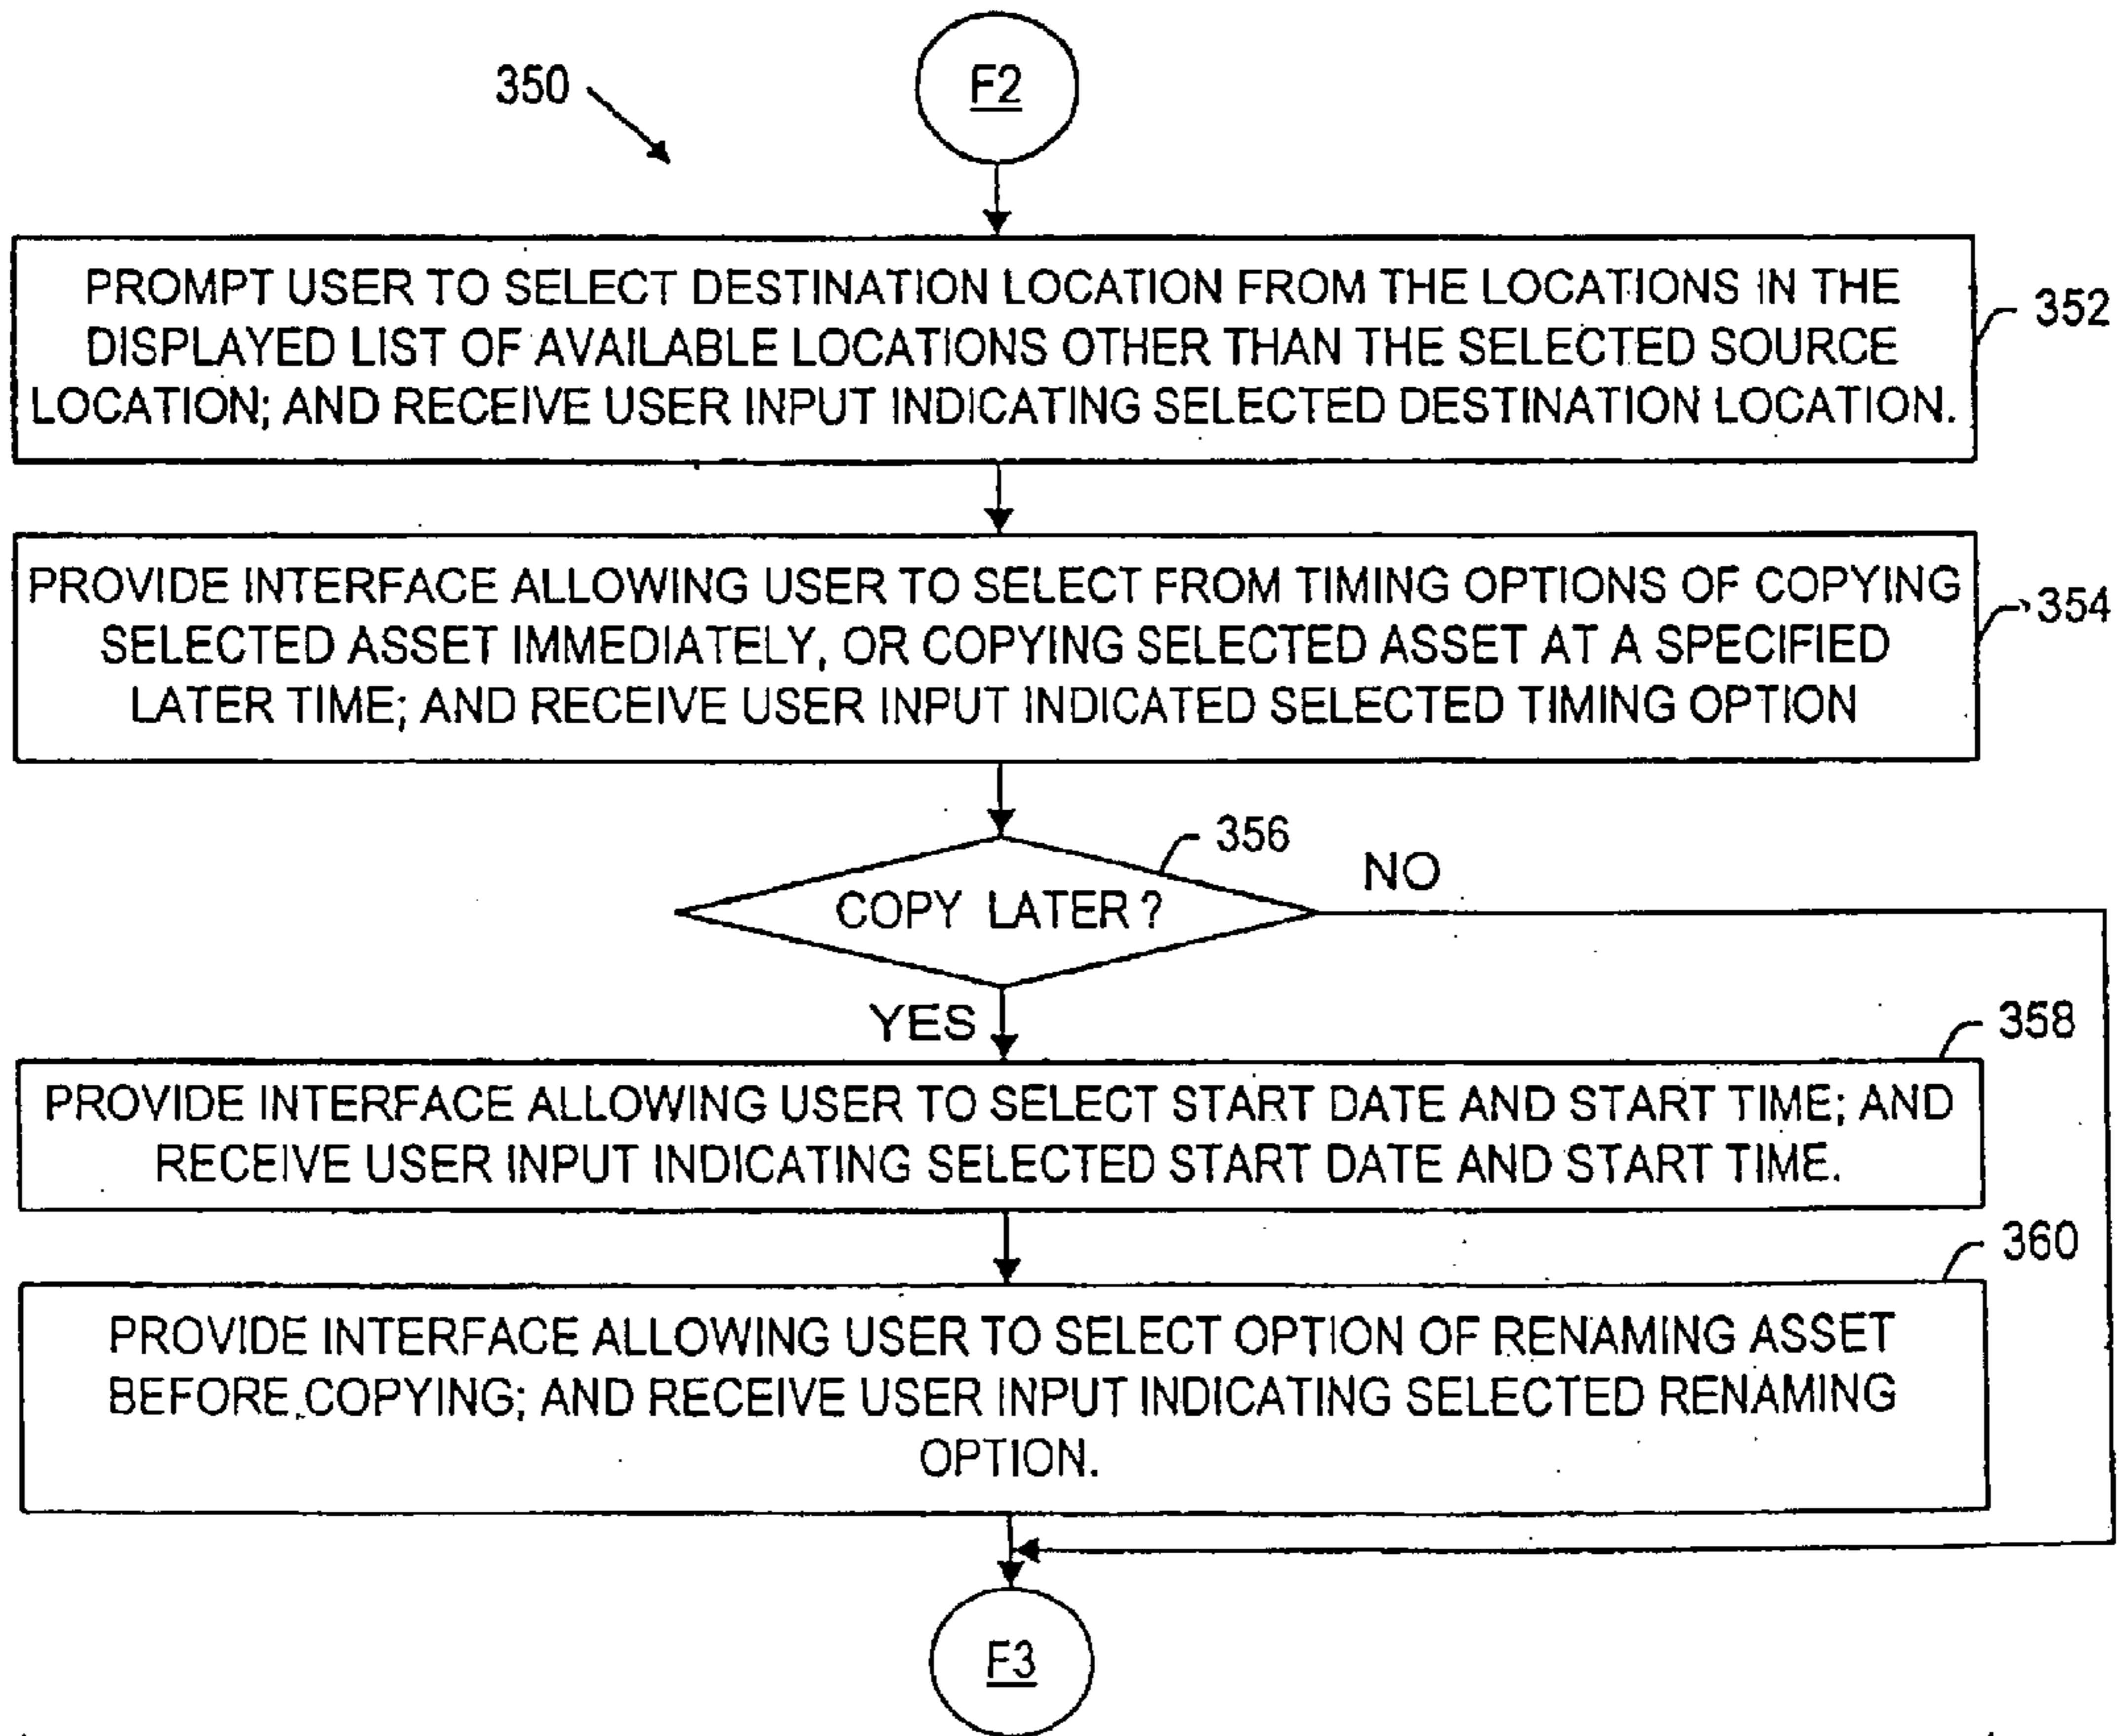 350
F2
PROMPT USER TO SELECT DESTINATION LOCATION FROM THE LOCATIONS IN THE
DISPLAYED LIST OF AVAILABLE LOCATIONS OTHER THAN THE SELECTED SOURCE
LOCATION; AND RECEIVE USER INPUT INDICATING SELECTED DESTINATION LOCATION.
352
PROVIDE INTERFACE ALLOWING USER TO SELECT FROM TIMING OPTIONS OF COPYING
SELECTED ASSET IMMEDIATELY, OR COPYING SELECTED ASSET AT A SPECIFIED
LATER TIME; AND RECEIVE USER INPUT INDICATED SELECTED TIMING OPTION
354
356
COPY LATER?
NO
YES
358
PROVIDE INTERFACE ALLOWING USER TO SELECT START DATE AND START TIME; AND
RECEIVE USER INPUT INDICATING SELECTED START DATE AND START TIME.
360
PROVIDE INTERFACE ALLOWING USER TO SELECT OPTION OF RENAMING ASSET
BEFORE COPYING; AND RECEIVE USER INPUT INDICATING SELECTED RENAMING
OPTION.
F3